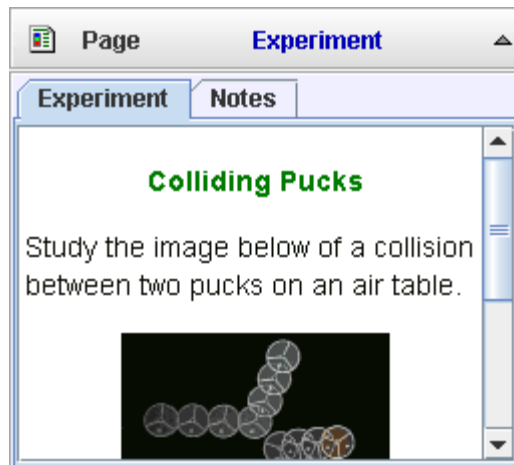 Page Experiment
Experiment Notes
Colliding Pucks
Study the image below of a collision
between two pucks on an air table.